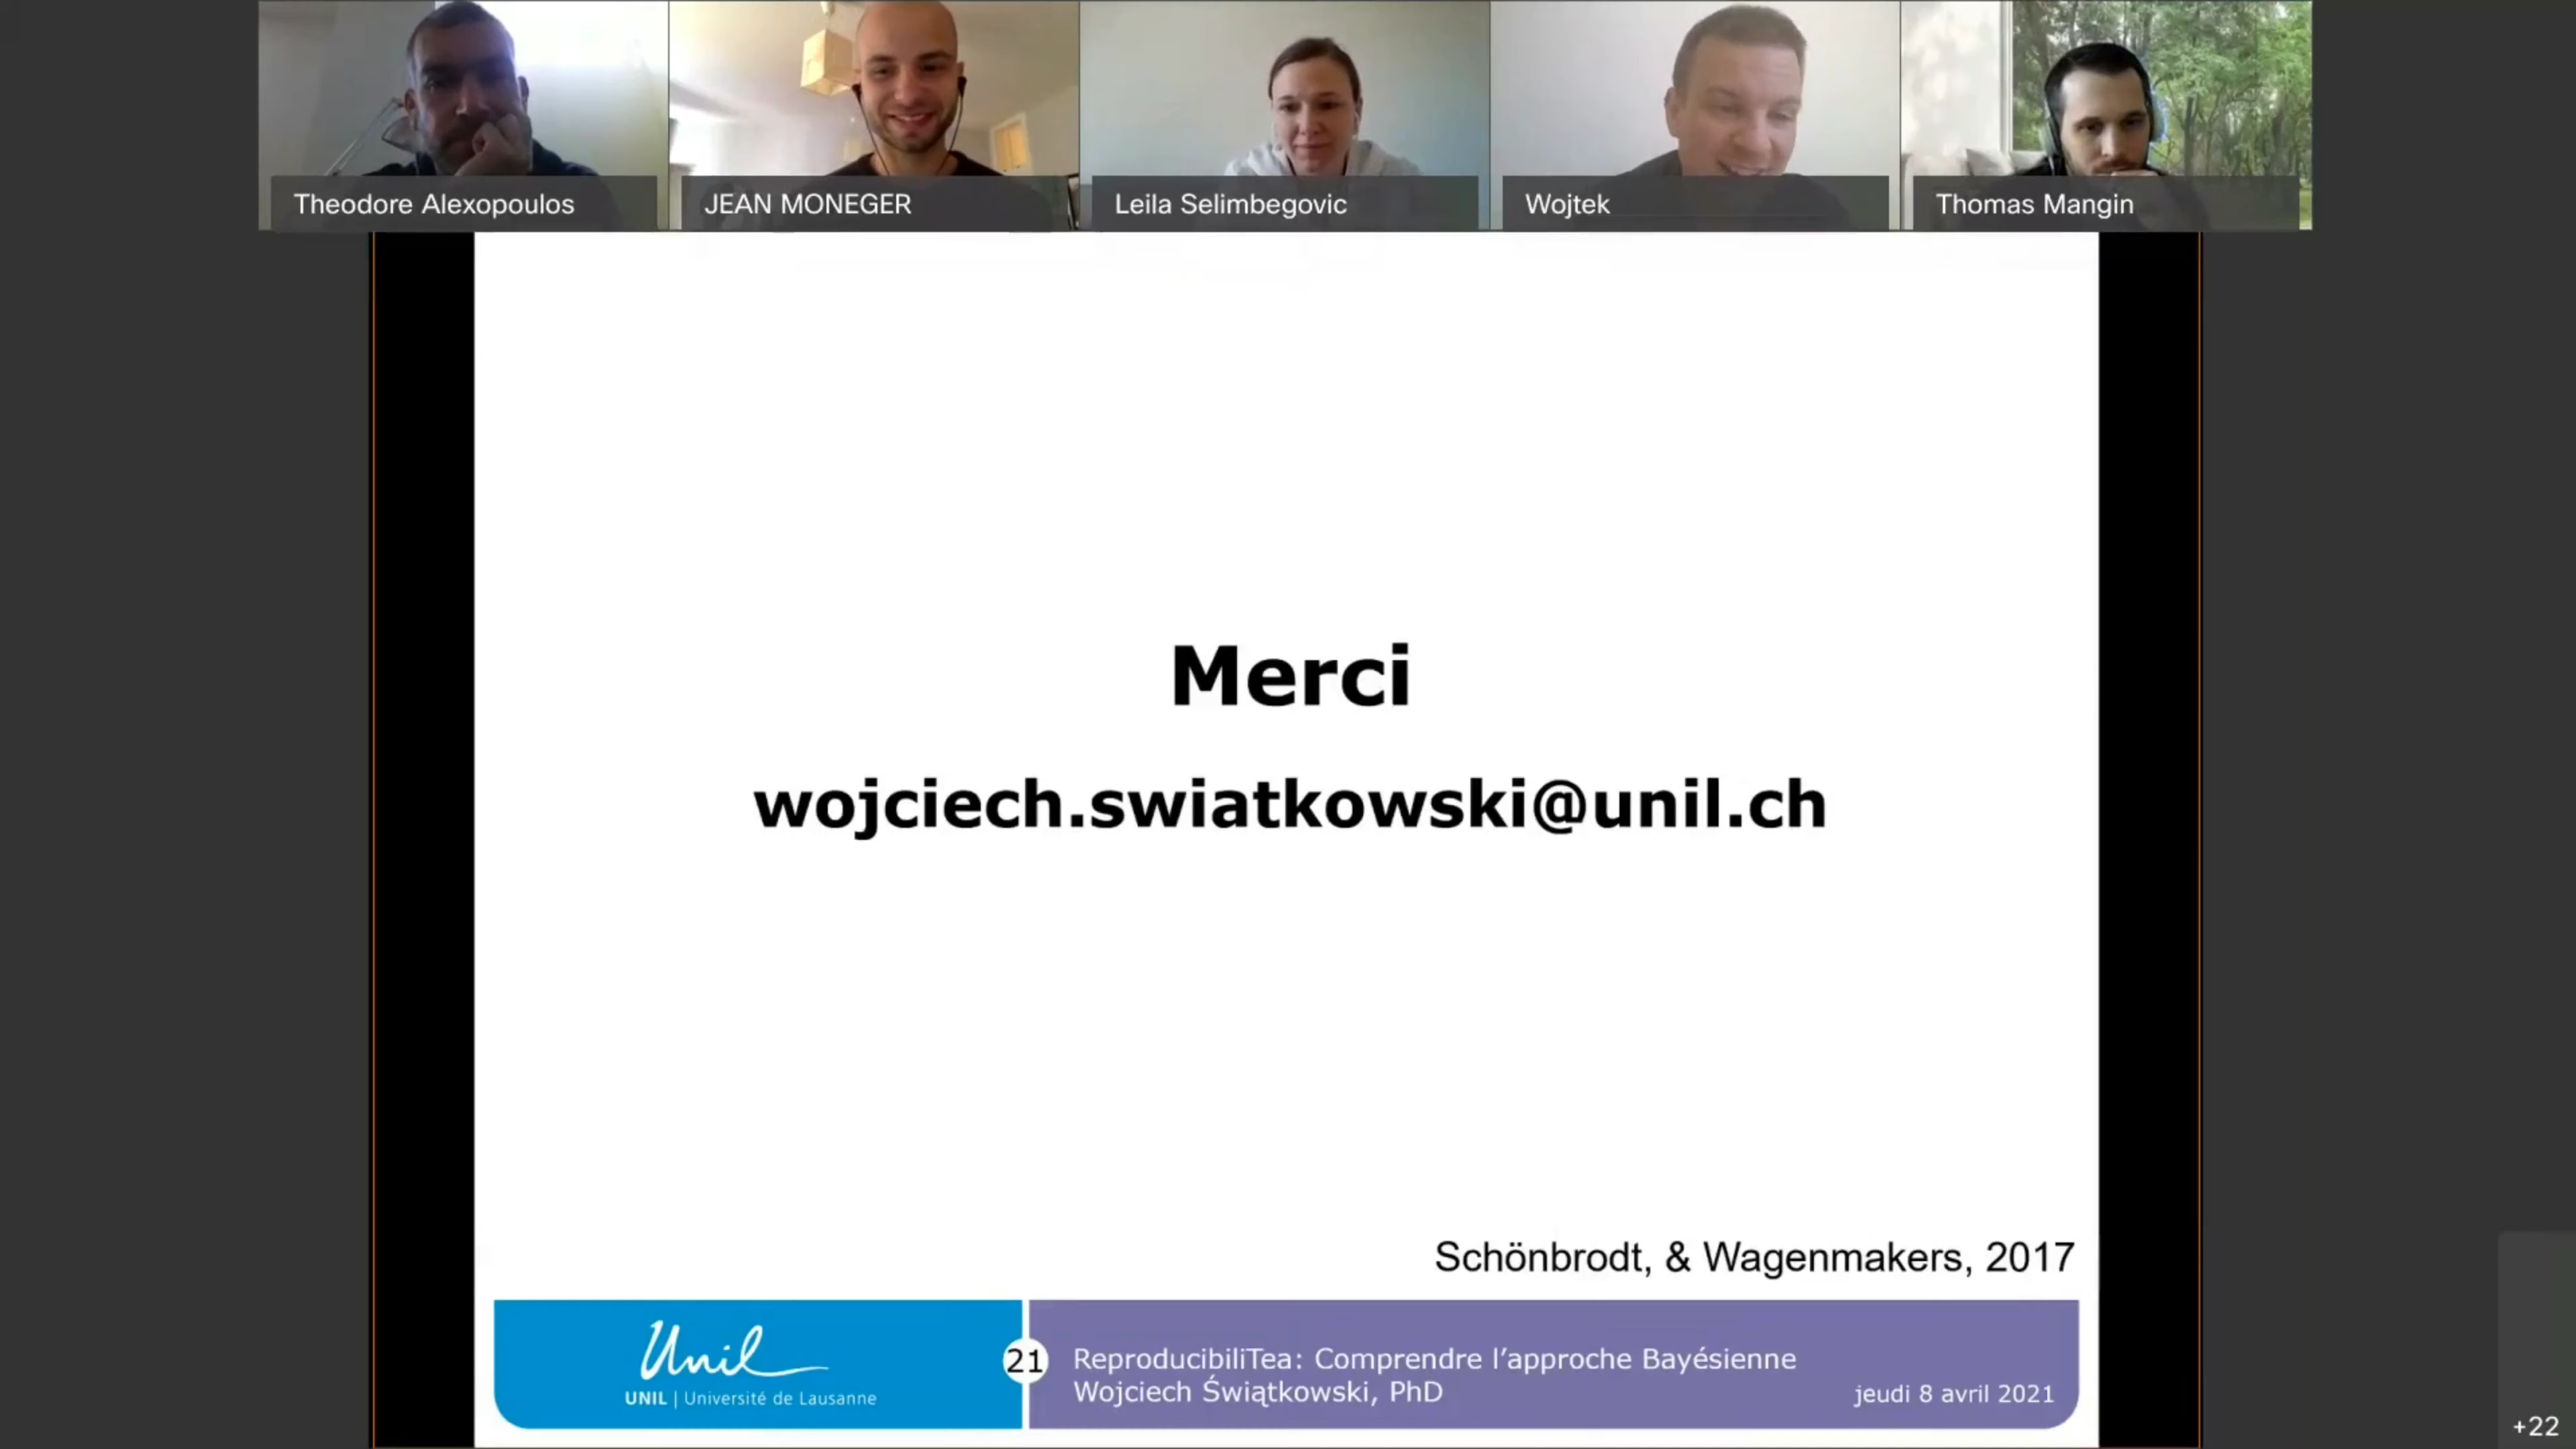 Theodore Alexopoulos
JEAN MONEGER
Leila Selimbegovic
Wojtek
Thomas Mangin
Merci
wojciech.swiatkowski@unil.ch
Schönbrodt, & Wagenmakers, 2017
Unil
UNIL | Université de Lausanne
21
ReproducibiliTea: Comprendre l’approche Bayésienne
Wojciech Świątkowski, PhD
jeudi 8 avril 2021
+22